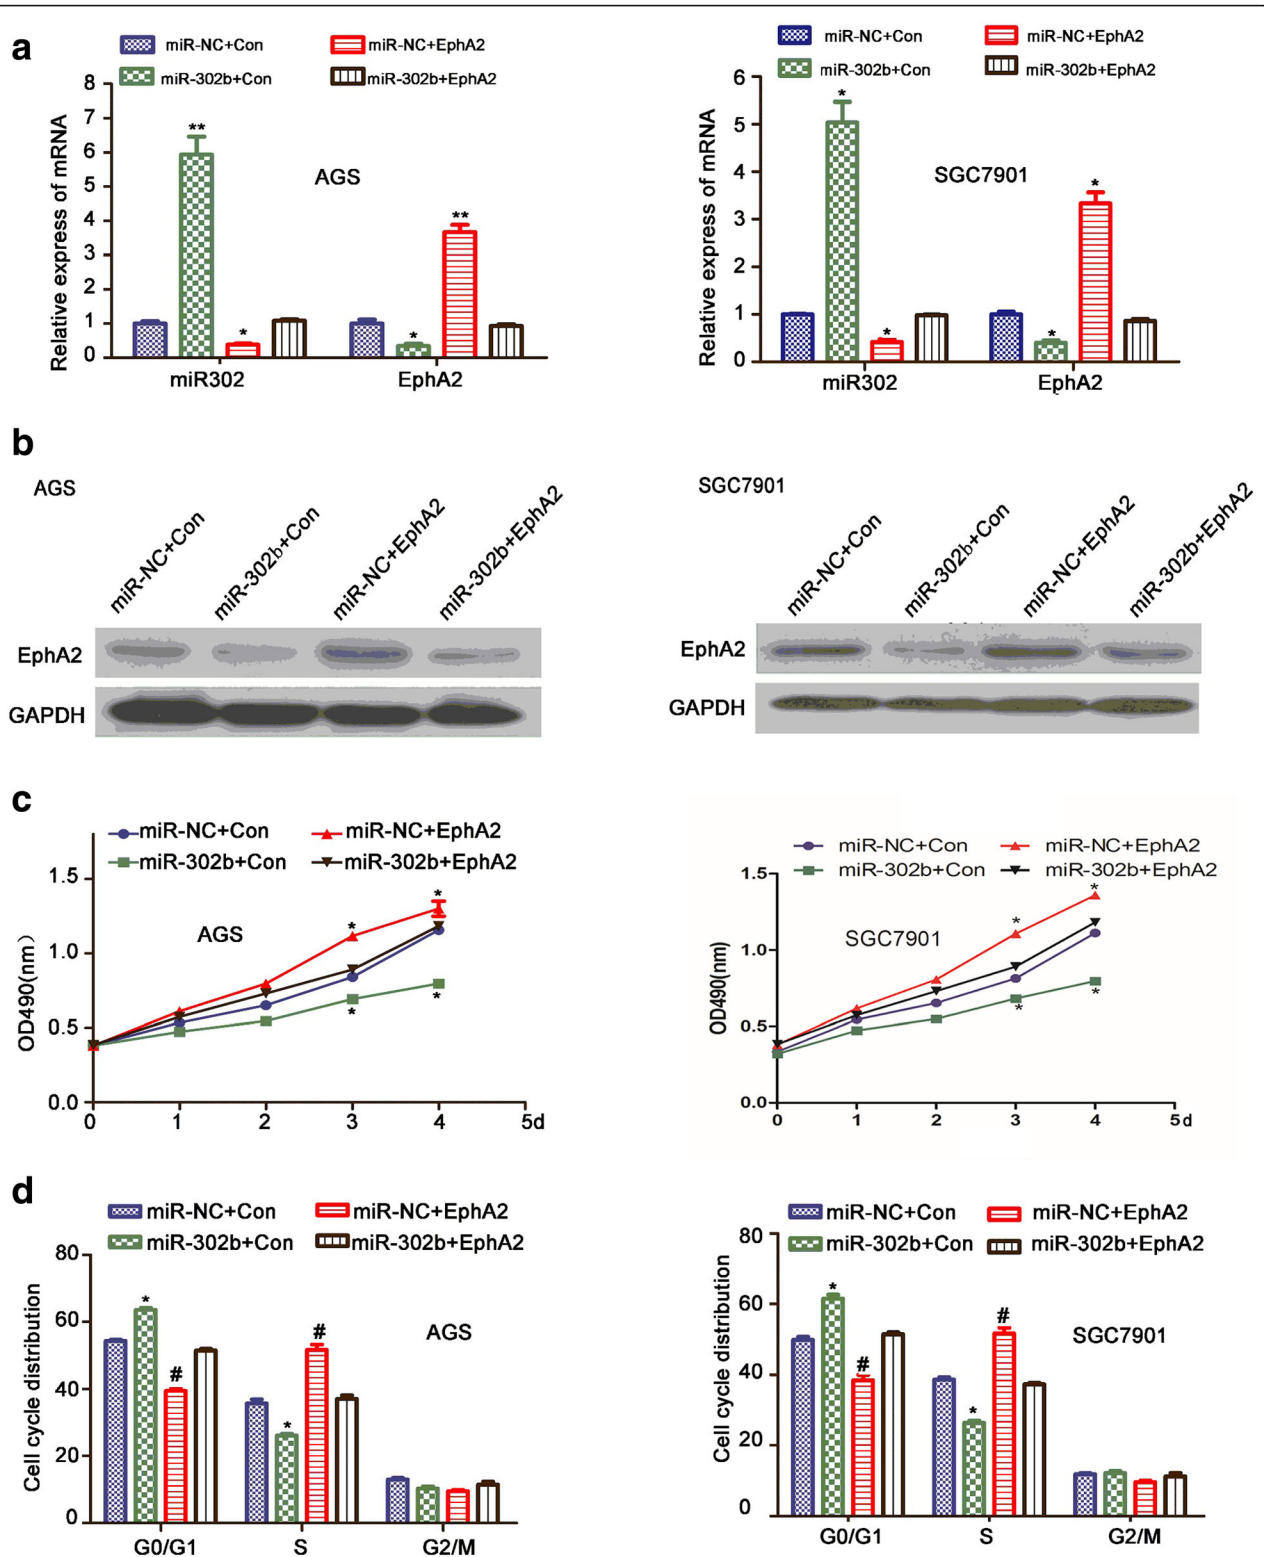 a
miR-NC+Con miR-NC+EphA2
miR-302b+Con miR-302b+EphA2
Relative express of mRNA
8
7
6
5
4
3
2
1
0
**
*
*
**
AGS
miR302 EphA2
miR-NC+Con miR-NC+EphA2
miR-302b+Con miR-302b+EphA2
Relative express of mRNA
6
5
4
3
2
1
0
*
*
*
*
SGC7901
miR302 EphA2
b
AGS
miR-NC+Con
miR-302b+Con
miR-NC+EphA2
miR-302b+EphA2
EphA2
GAPDH
SGC7901
miR-NC+Con
miR-302b+Con
miR-NC+EphA2
miR-302b+EphA2
EphA2
GAPDH
c
miR-NC+Con miR-NC+EphA2
miR-302b+Con miR-302b+EphA2
OD490(nm)
1.5
1.0
0.5
0.0
AGS
*
*
*
*
0 1 2 3 4 5d
miR-NC+Con miR-NC+EphA2
miR-302b+Con miR-302b+EphA2
OD490(nm)
1.5
1.0
0.5
0.0
SGC7901
*
*
*
*
0 1 2 3 4 5d
d
miR-NC+Con miR-NC+EphA2
miR-302b+Con miR-302b+EphA2
Cell cycle distribution
80
60
40
20
0
*
#
*
#
AGS
G0/G1 S G2/M
miR-NC+Con miR-NC+EphA2
miR-302b+Con miR-302b+EphA2
Cell cycle distribution
80
60
40
20
0
*
#
*
#
SGC7901
G0/G1 S G2/M